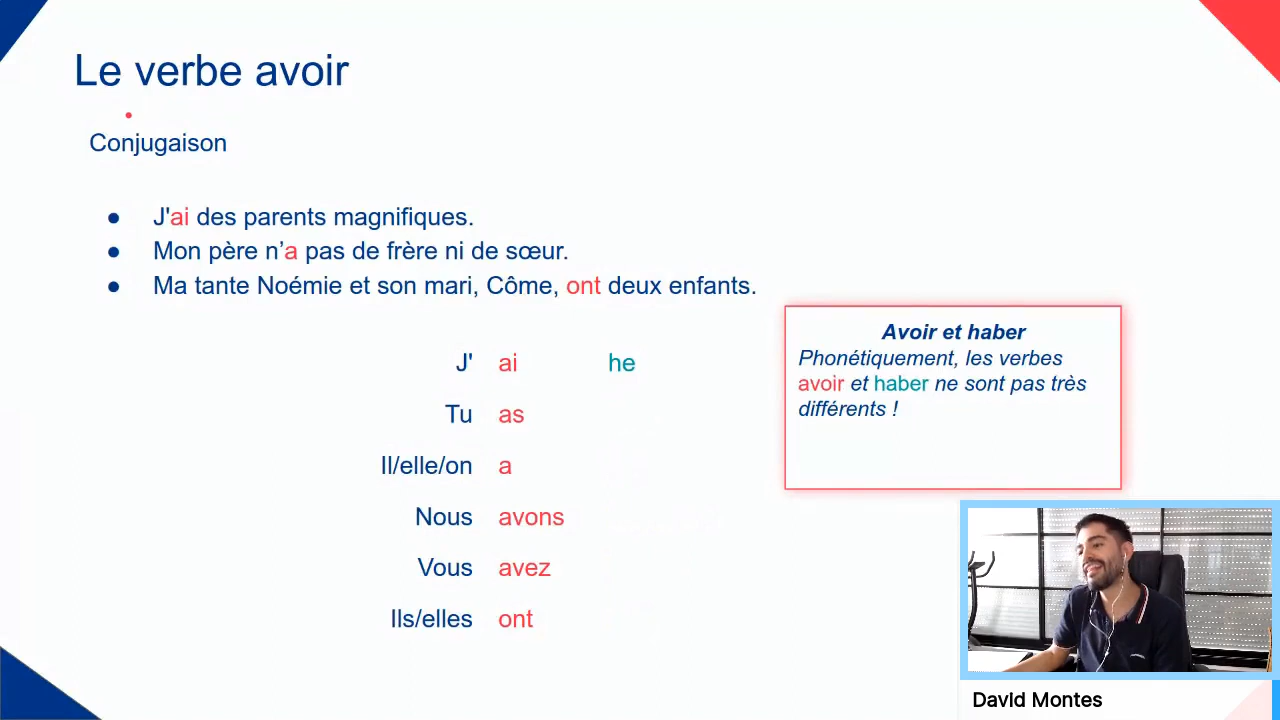 Le verbe avoir
Conjugaison
● J'ai des parents magnifiques.
● Mon père n’a pas de frère ni de sœur.
● Ma tante Noémie et son mari, Côme, ont deux enfants.
J' ai he
Tu as
Il/elle/on a
Nous avons
Vous avez
Ils/elles ont
Avoir et haber
Phonétiquement, les verbes
avoir et haber ne sont pas très
différents !
David Montes